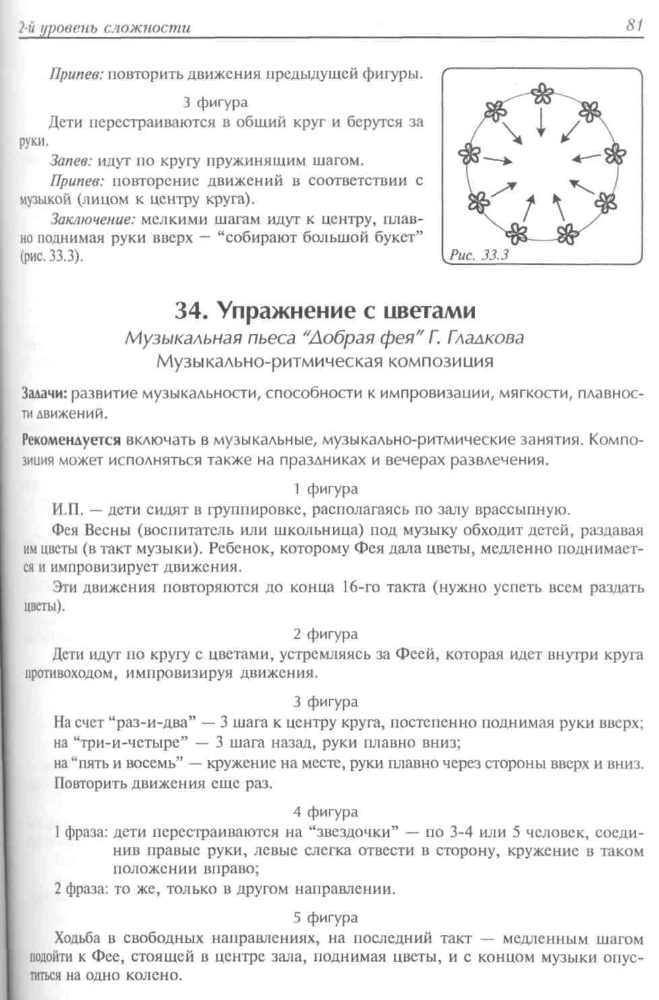 2-й уровень сложности 81
Припев: повторить движения предыдущей фигуры.
3 фигура
Дети перестраиваются в общий круг и берутся за
руки.
Запев: идут по кругу пружинящим шагом.
Припев: повторение движений в соответствии с
музыкой (лицом к центру круга).
Заключение: мелкими шагам идут к центру, плав-
но поднимая руки вверх — “собирают большой букет”
(рис. 33.3).
Рис. 33.3
34. Упражнение с цветами
Музыкальная пьеса "Добрая фея" Г. Гладкова
Музыкально-ритмическая композиция
Задачи: развитие музыкальности, способности к импровизации, мягкости, плавнос-
ти движений.
Рекомендуется включать в музыкальные, музыкально-ритмические занятия. Компо-
зиция может исполняться также на праздниках и вечерах развлечения.
1 фигура
И.П. — дети сидят в группировке, располагаясь по залу врассыпную.
Фея Весны (воспитатель или школьница) под музыку обходит детей, раздавая
им цветы (в такт музыки). Ребенок, которому Фея дала цветы, медленно поднимает-
ся и импровизирует движения.
Эти движения повторяются до конца 16-го такта (нужно успеть всем раздать
цветы).
2 фигура
Дети идут по кругу с цветами, устремляясь за Феей, которая идет внутри круга
противоходом, импровизируя движения.
3 фигура
На счет “раз-и-два” — 3 шага к центру круга, постепенно поднимая руки вверх;
на “три-и-четыре” — 3 шага назад, руки плавно вниз;
на “пять и восемь” — кружение на месте, руки плавно через стороны вверх и вниз.
Повторить движения еще раз.
4 фигура
1 фраза: дети перестраиваются на “звездочки” — по 3-4 или 5 человек, соеди-
нив правые руки, левые слегка отвести в сторону, кружение в таком
положении вправо;
2 фраза: то же, только в другом направлении.
5 фигура
Ходьба в свободных направлениях, на последний такт — медленным шагом
подойти к Фее, стоящей в центре зала, поднимая цветы, и с концом музыки опус-
титься на одно колено.